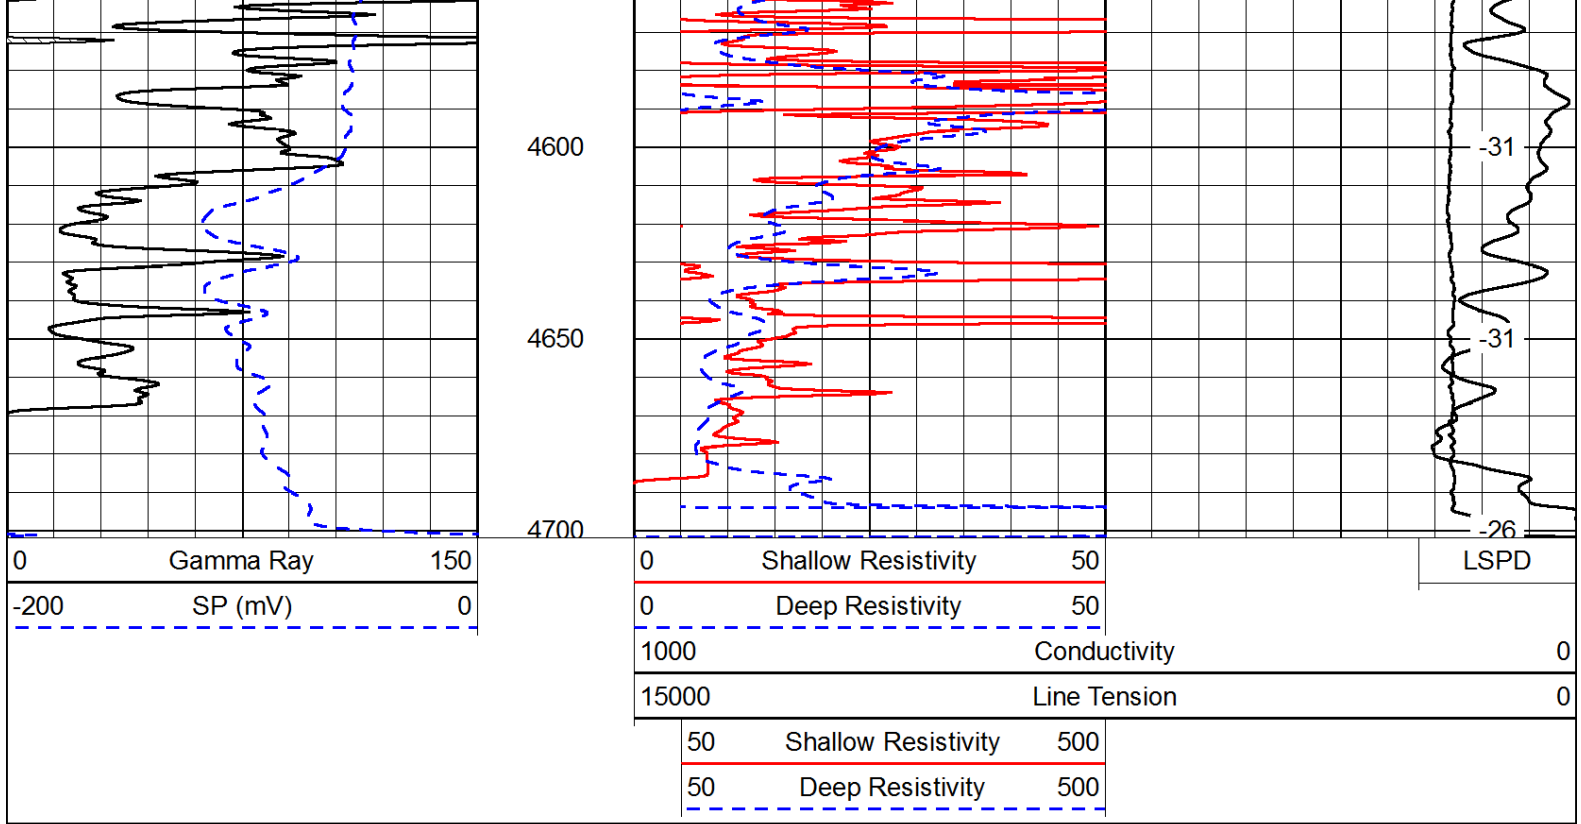 4600
-31
4650
-31
4700
-26
0 Gamma Ray 150
0 Shallow Resistivity 50
LSPD
-200 SP (mV) 0
0 Deep Resistivity 50
1000 Conductivity 0
15000 Line Tension 0
50 Shallow Resistivity 500
50 Deep Resistivity 500